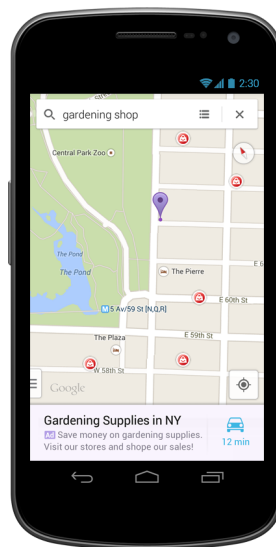 2:30
gardening shop
Central Park Zoo
The Pond
The Pond
The Pierre
E 60th St
M 5 Av/59 St [N,Q,R]
E 59th St
The Plaza
W 58th St
Google
Gardening Supplies in NY
Ad Save money on gardening supplies.
Visit our stores and shope our sales!
12 min